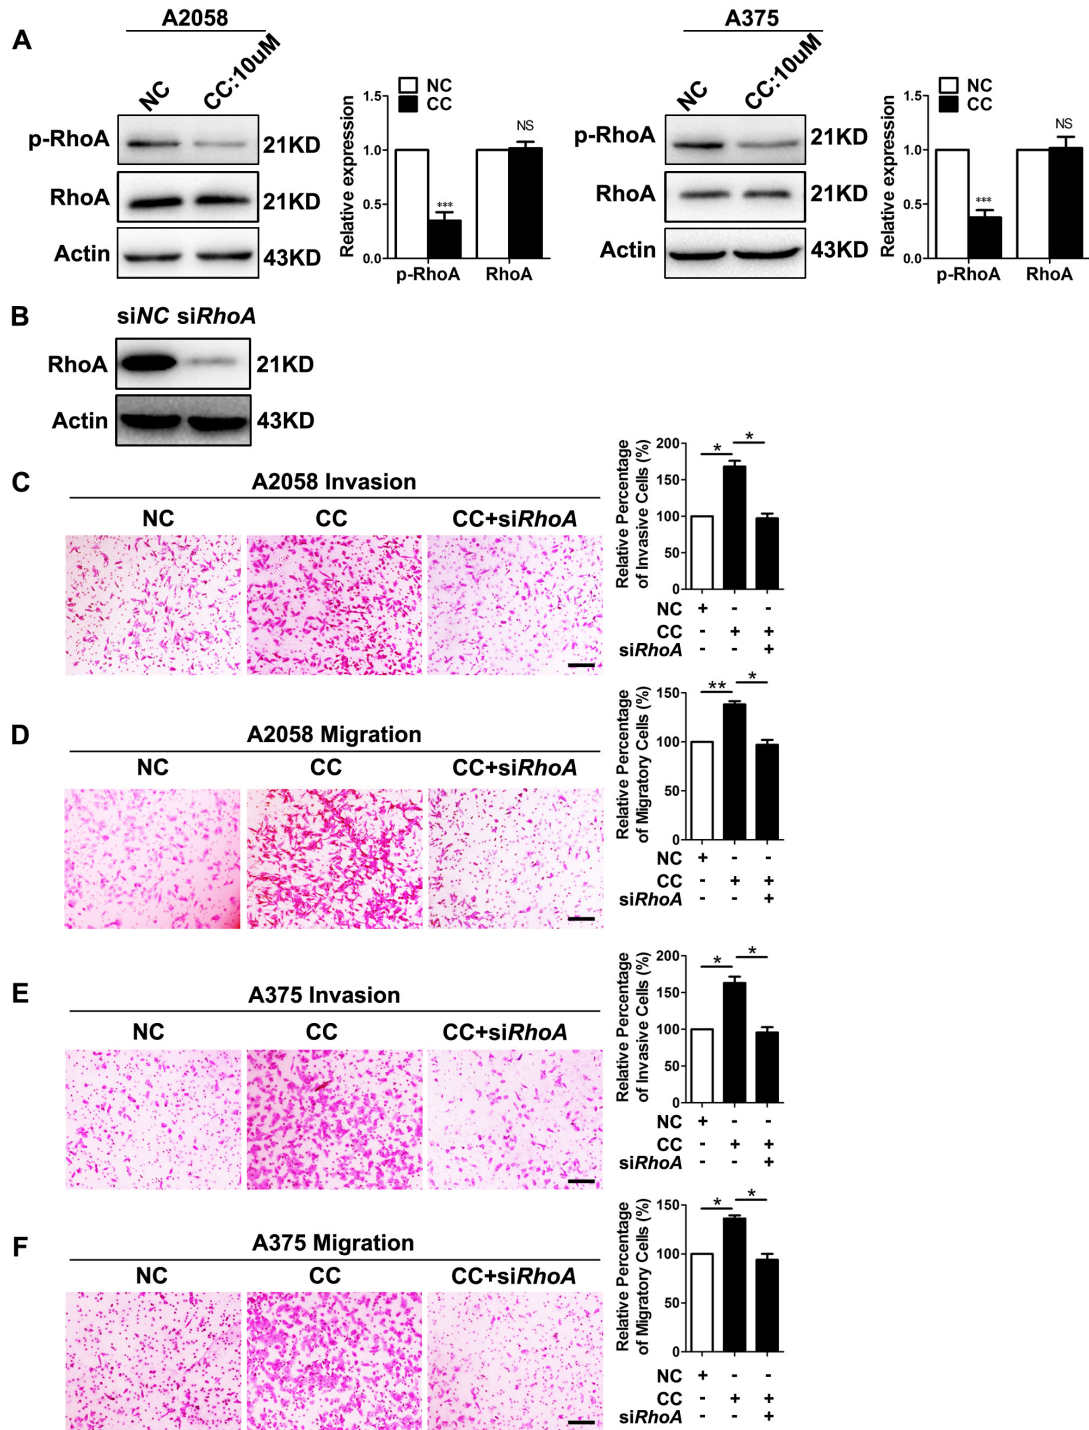 A
A2058
NC CC:10uM
p-RhoA 21KD
RhoA 21KD
Actin 43KD
NC
CC
Relative expression
1.5
1.0
0.5
0.0
***
NS
p-RhoA RhoA
A375
NC CC:10uM
p-RhoA 21KD
RhoA 21KD
Actin 43KD
NC
CC
Relative expression
1.5
1.0
0.5
0.0
***
NS
p-RhoA RhoA
B
siNC siRhoA
RhoA 21KD
Actin 43KD
C
A2058 Invasion
NC CC CC+siRhoA
Relative Percentage
of Invasive Cells (%)
200
150
100
50
0
* *
NC + - -
CC - + +
siRhoA - - +
D
A2058 Migration
NC CC CC+siRhoA
Relative Percentage
of Migratory Cells (%)
150
100
50
0
** *
NC + - -
CC - + +
siRhoA - - +
E
A375 Invasion
NC CC CC+siRhoA
Relative Percentage
of Invasive Cells (%)
200
150
100
50
0
* *
NC + - -
CC - + +
siRhoA - - +
F
A375 Migration
NC CC CC+siRhoA
Relative Percentage
of Migratory Cells (%)
150
100
50
0
* *
NC + - -
CC - + +
siRhoA - - +